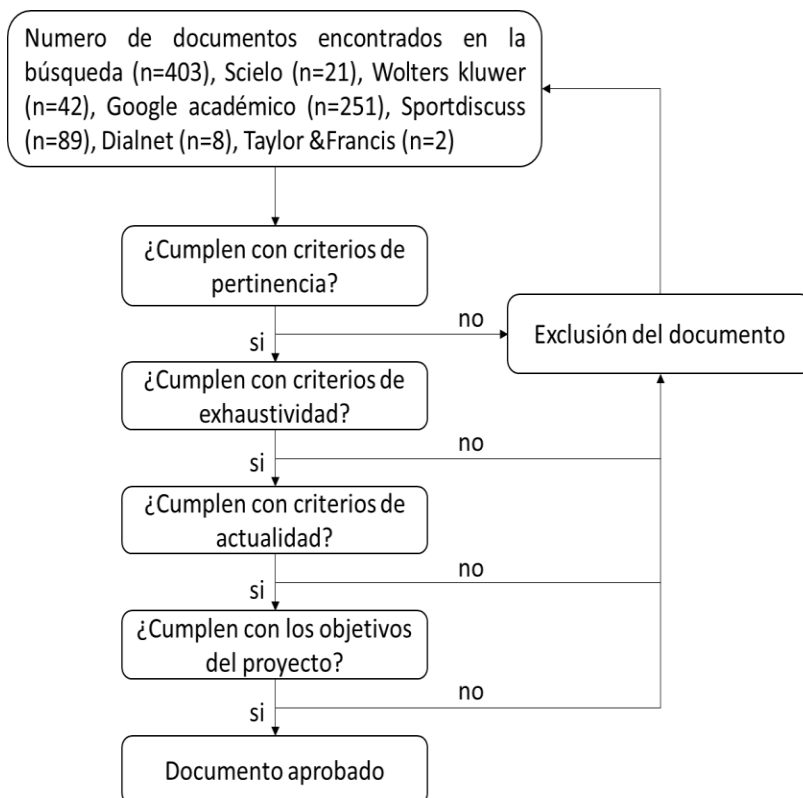 Numero de documentos encontrados en la
búsqueda (n=403), Scielo (n=21), Wolters kluwer
(n=42), Google académico (n=251), Sportdiscuss
(n=89), Dialnet (n=8), Taylor &Francis (n=2)
¿Cumplen con criterios de
pertinencia?
no
si
Exclusión del documento
¿Cumplen con criterios de
exhaustividad?
no
si
¿Cumplen con criterios de
actualidad?
no
si
¿Cumplen con los objetivos
del proyecto?
no
si
Documento aprobado